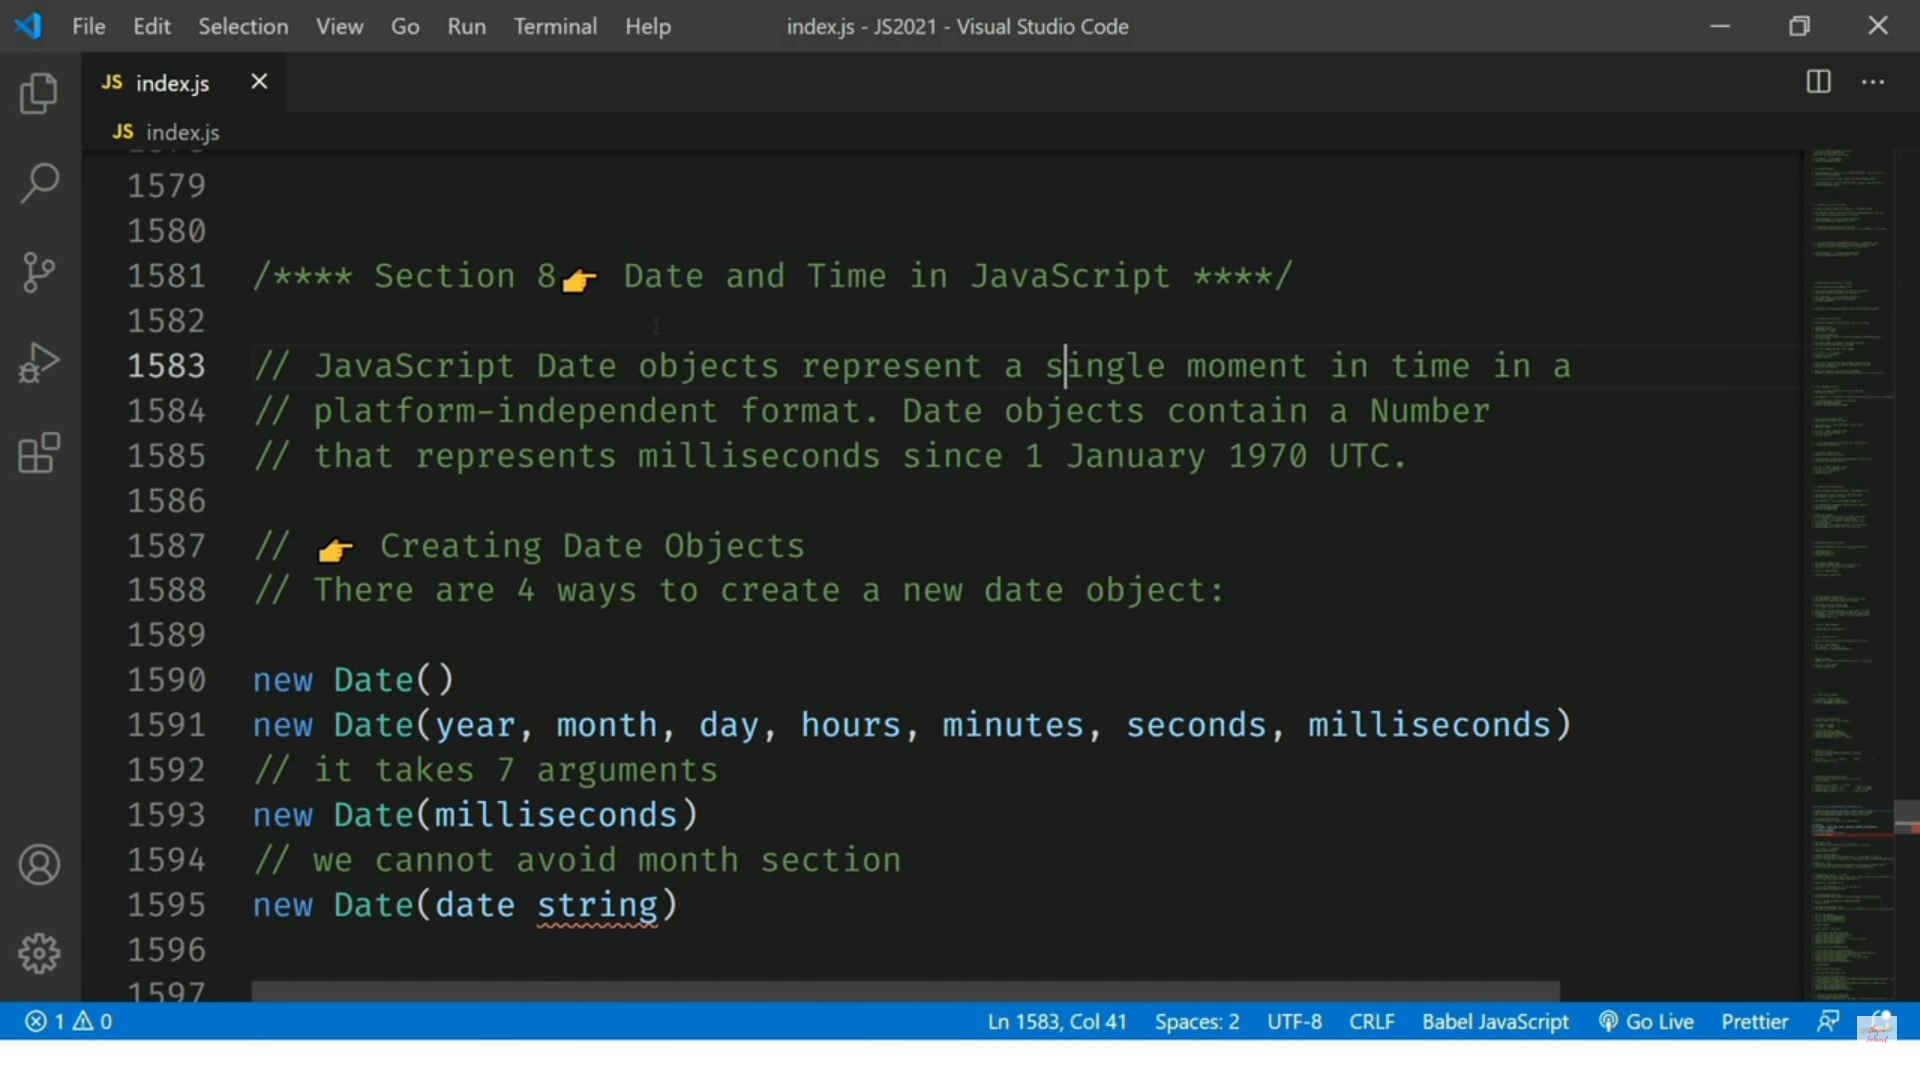 File Edit Selection View Go Run Terminal Help index.js - JS2021 - Visual Studio Code
JS index.js
JS index.js
1579
1580
1581 /**** Section 8👉 Date and Time in JavaScript ****/
1582
1583 // JavaScript Date objects represent a single moment in time in a
1584 // platform-independent format. Date objects contain a Number
1585 // that represents milliseconds since 1 January 1970 UTC.
1586
1587 // 👉 Creating Date Objects
1588 // There are 4 ways to create a new date object:
1589
1590 new Date()
1591 new Date(year, month, day, hours, minutes, seconds, milliseconds)
1592 // it takes 7 arguments
1593 new Date(milliseconds)
1594 // we cannot avoid month section
1595 new Date(date string)
1596
1597
1 0 Ln 1583, Col 41 Spaces: 2 UTF-8 CRLF Babel JavaScript Go Live Prettier